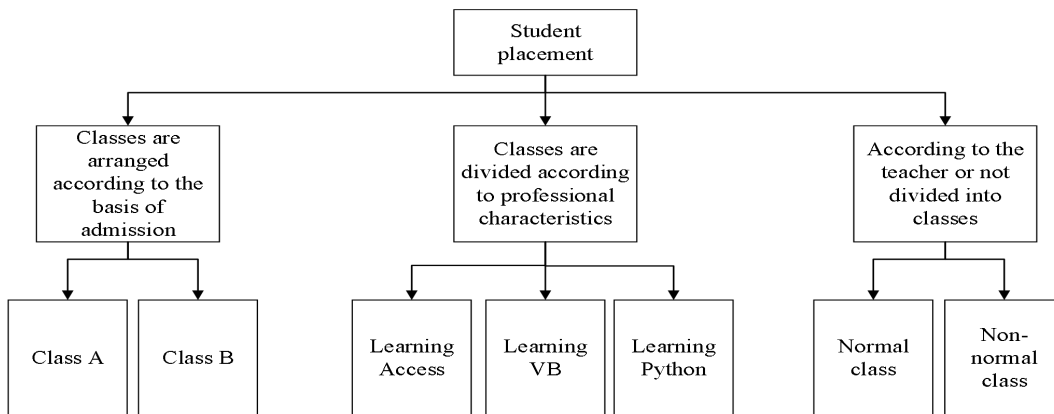 Student
placement
Classes are
arranged
according to the
basis of
admission
Classes are
divided according
to professional
characteristics
According to the
teacher or not
divided into
classes
Class A
Class B
Learning
Access
Learning
VB
Learning
Python
Normal
class
Non-
normal
class